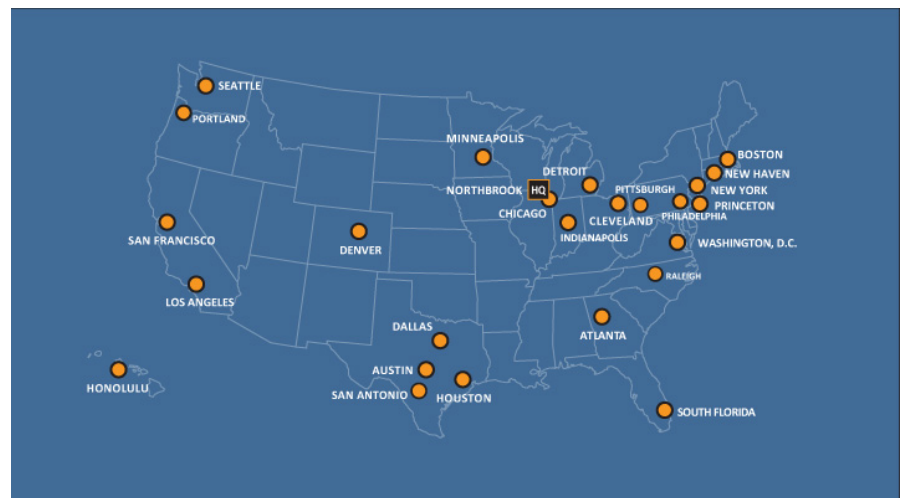 SEATTLE
PORTLAND
MINNEAPOLIS
BOSTON
DETROIT
NEW HAVEN
NORTHBROOK HQ
PITTSBURGH
NEW YORK
CHICAGO
PRINCETON
PHILADELPHIA
CLEVELAND
INDIANAPOLIS
SAN FRANCISCO
DENVER
WASHINGTON, D.C.
RALEIGH
LOS ANGELES
DALLAS
ATLANTA
AUSTIN
HONOLULU
SAN ANTONIO
HOUSTON
SOUTH FLORIDA